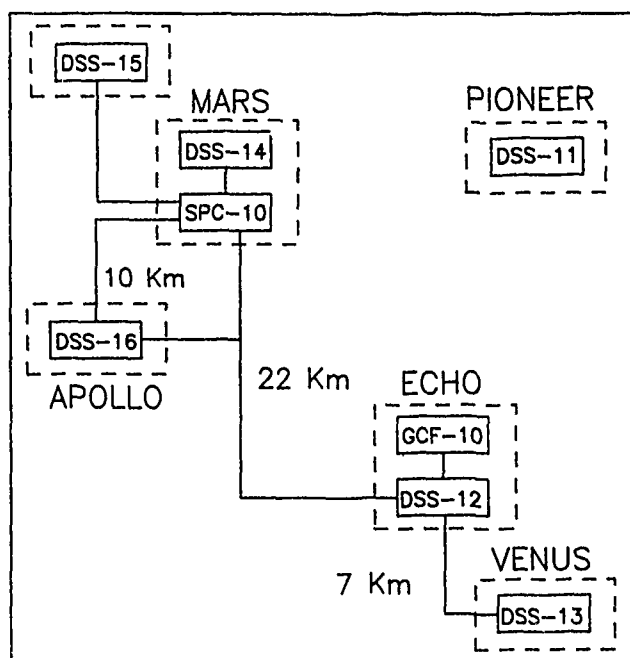 DSS-15
MARS
PIONEER
DSS-14
DSS-11
SPC-10
10 Km
DSS-16
APOLLO
22 Km
ECHO
GCF-10
DSS-12
7 Km
VENUS
DSS-13